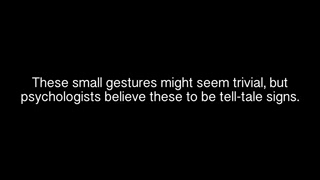 These small gestures might seem trivial, but
psychologists believe these to be tell-tale signs.